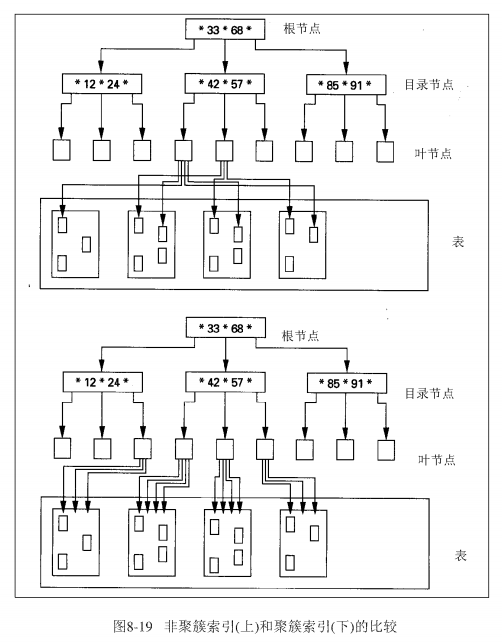 * 33 * 68 *
根节点
* 12 * 24 *
* 42 * 57 *
* 85 * 91 *
目录节点
叶节点
表
* 33 * 68 *
根节点
* 12 * 24 *
* 42 * 57 *
* 85 * 91 *
目录节点
叶节点
表
图8-19 非聚簇索引(上)和聚簇索引(下)的比较